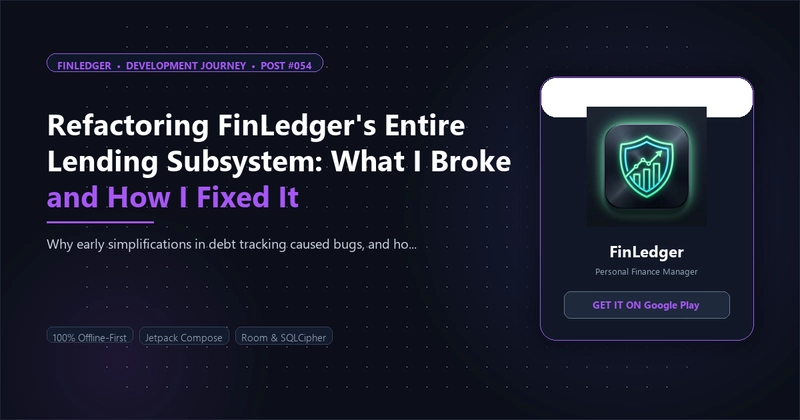 FINLEDGER • DEVELOPMENT JOURNEY • POST #054
Refactoring FinLedger's Entire
Lending Subsystem: What I Broke
and How I Fixed It
Why early simplifications in debt tracking caused bugs, and ho...
100% Offline-First
Jetpack Compose
Room & SQLCipher
FinLedger
Personal Finance Manager
GET IT ON Google Play